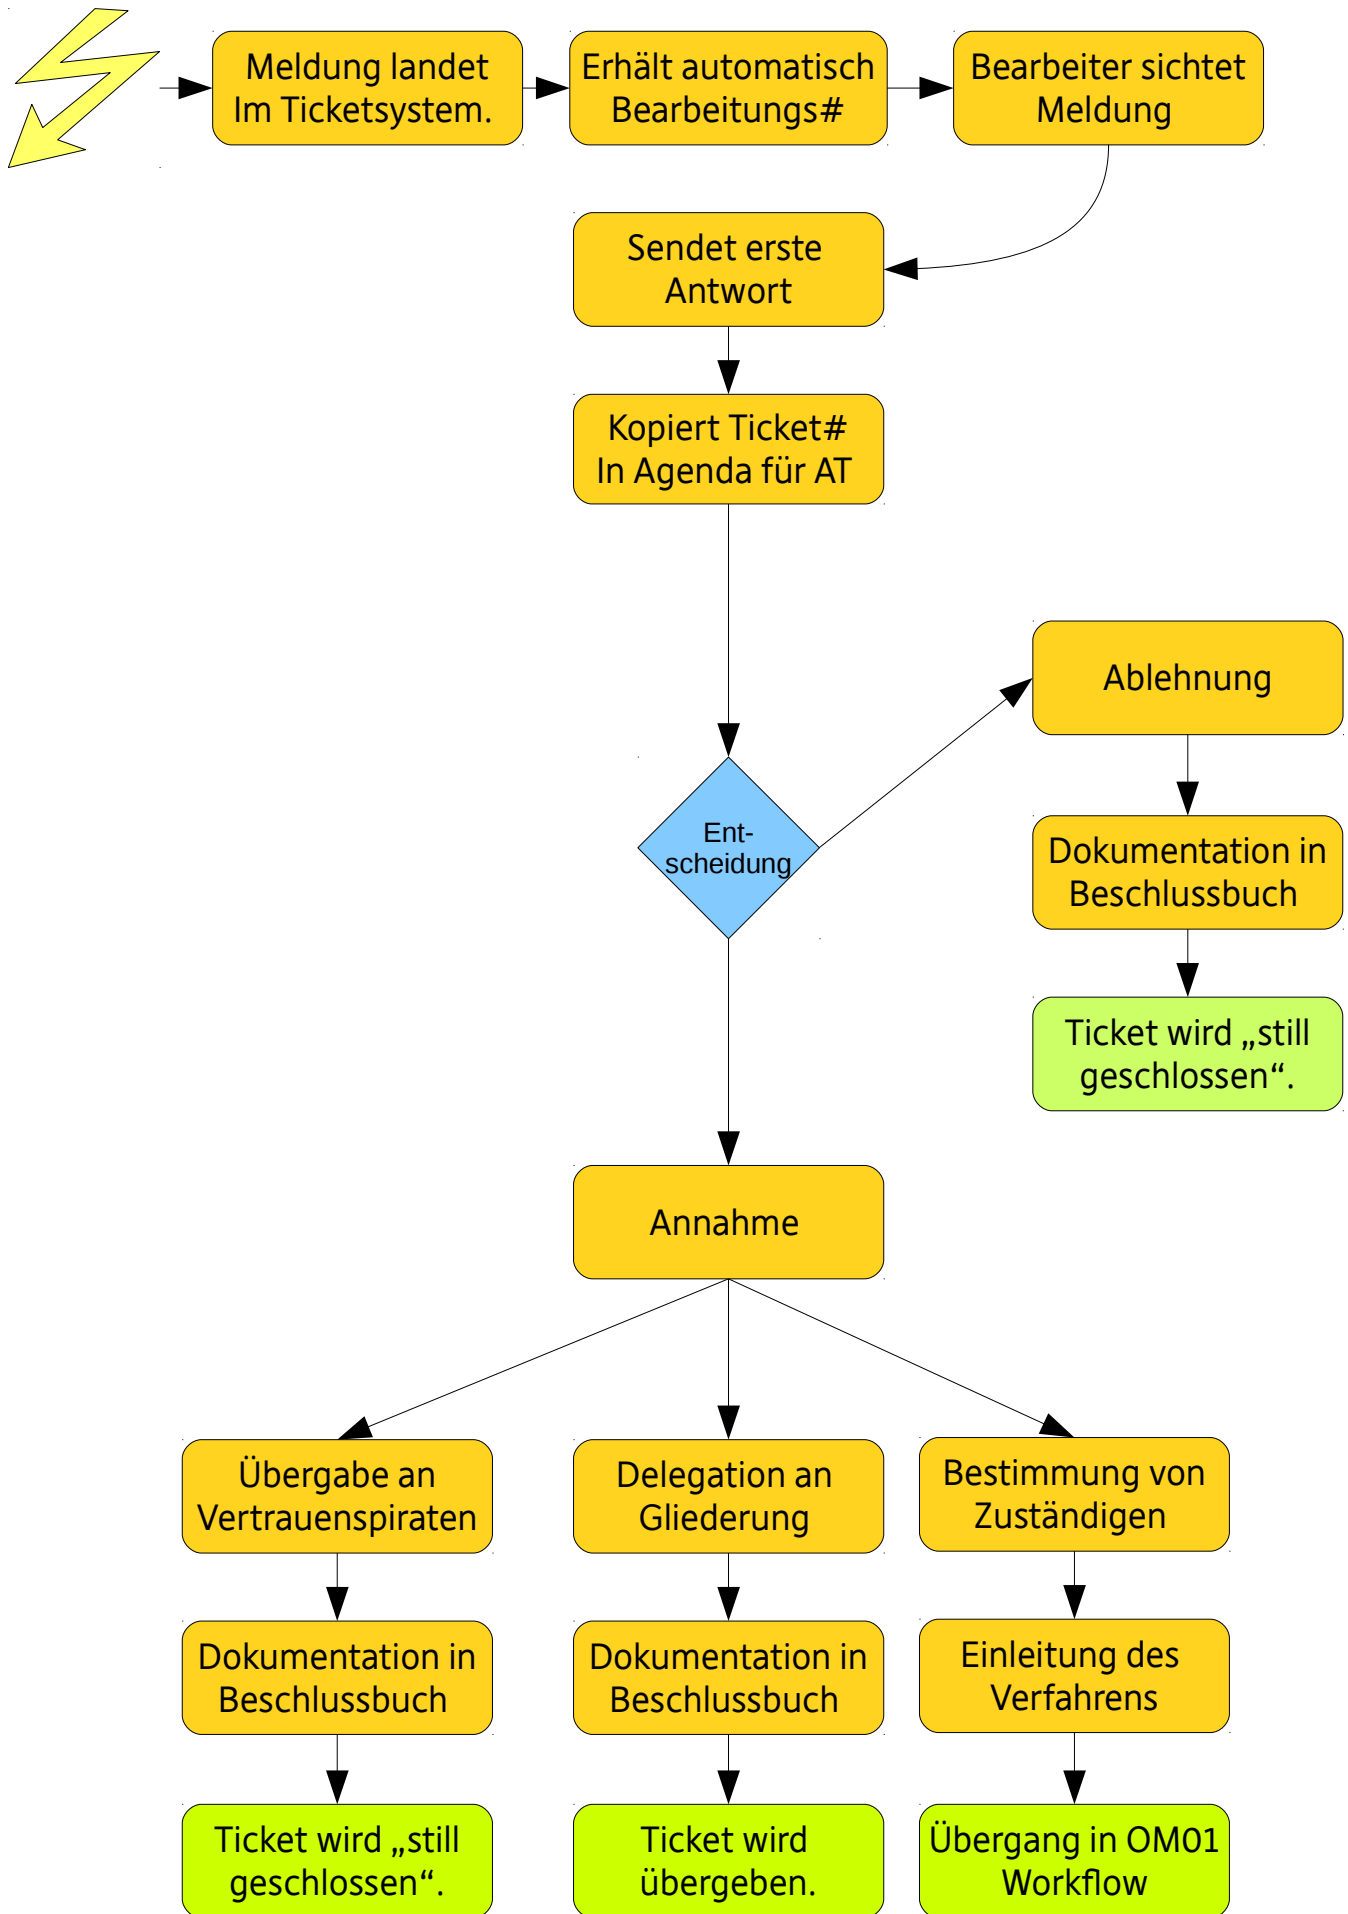 Meldung landet
Im Ticketsystem.
Erhält automatisch
Bearbeitungs#
Bearbeiter sichtet
Meldung
Sendet erste
Antwort
Kopiert Ticket#
In Agenda für AT
Ablehnung
Ent-
scheidung
Dokumentation in
Beschlussbuch
Ticket wird „still
geschlossen“.
Annahme
Übergabe an
Vertrauenspiraten
Delegation an
Gliederung
Bestimmung von
Zuständigen
Dokumentation in
Beschlussbuch
Dokumentation in
Beschlussbuch
Einleitung des
Verfahrens
Ticket wird „still
geschlossen“.
Ticket wird
übergeben.
Übergang in OM01
Workflow